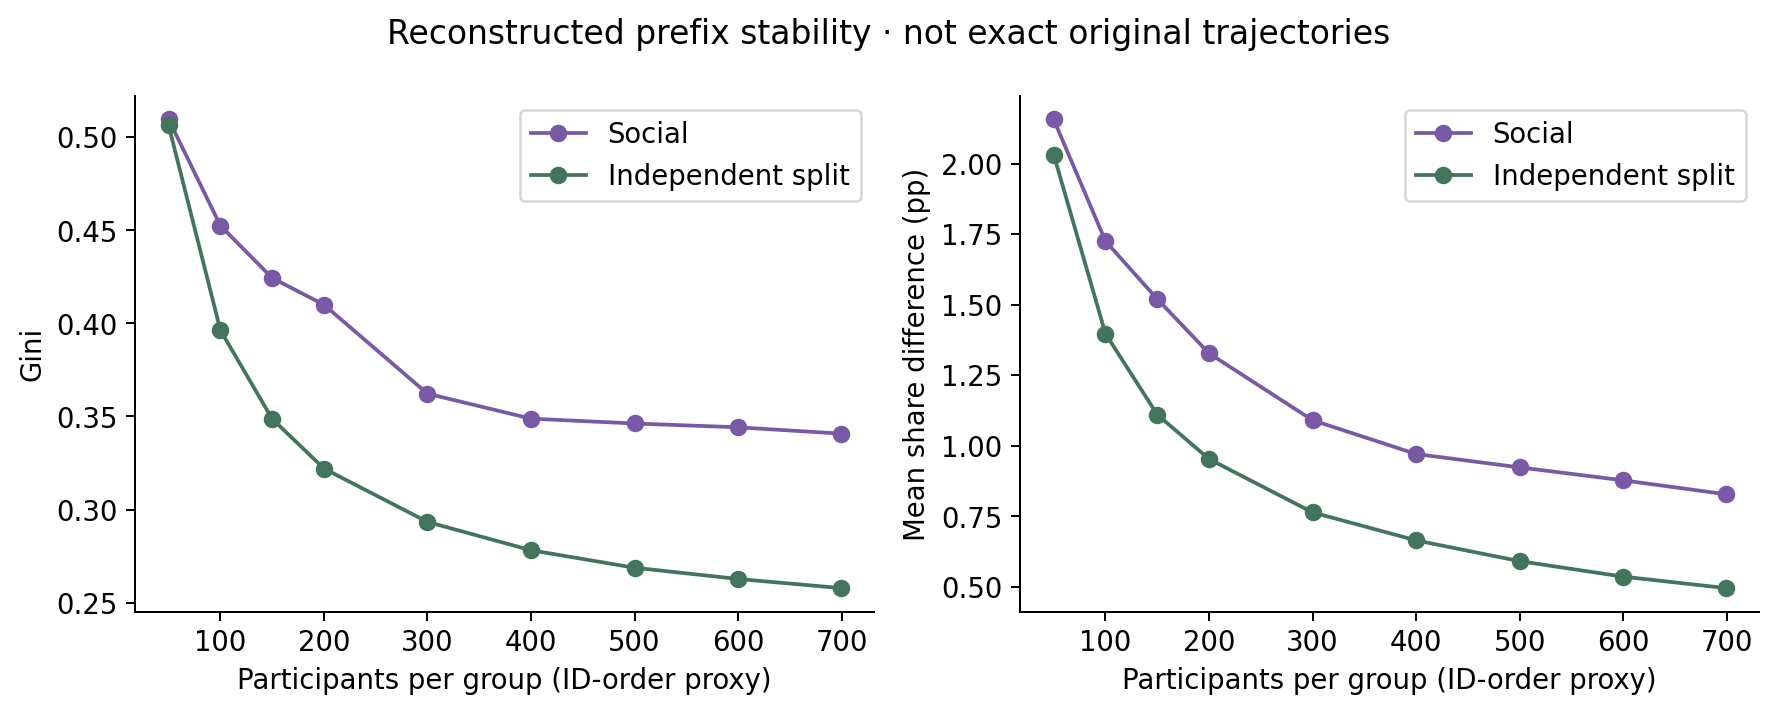 Reconstructed prefix stability · not exact original trajectories
Gini
0.50
0.45
0.40
0.35
0.30
0.25
100 200 300 400 500 600 700
Participants per group (ID-order proxy)
Social
Independent split
Mean share difference (pp)
2.00
1.75
1.50
1.25
1.00
0.75
0.50
100 200 300 400 500 600 700
Participants per group (ID-order proxy)
Social
Independent split